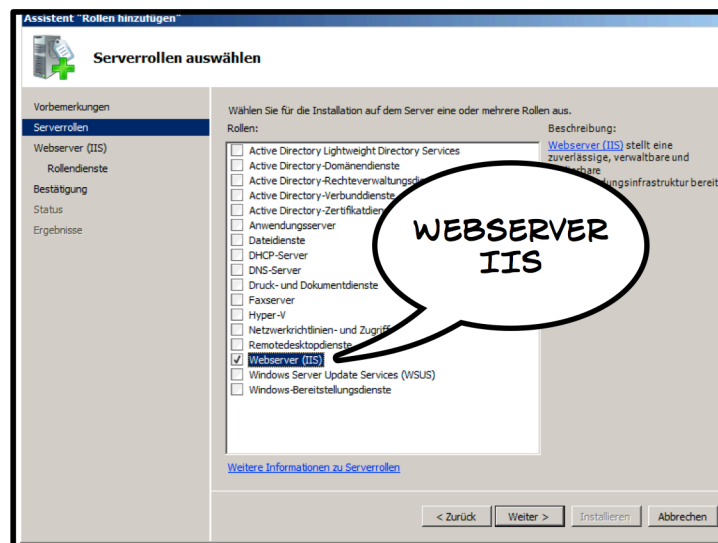 Assistent "Rollen hinzufügen"
Serverrollen auswählen
Vorbemerkungen
Serverrollen
Webserver (IIS)
Rollendienste
Bestätigung
Status
Ergebnisse
Wählen Sie für die Installation auf dem Server eine oder mehrere Rollen aus.
Rollen:
Active Directory Lightweight Directory Services
Active Directory-Domänendienste
Active Directory-Rechteverwaltungsdie
Active Directory-Verbunddienste
Active Directory-Zertifikatdien
Anwendungsserver
Dateidienste
DHCP-Server
DNS-Server
Druck- und Dokumentdienste
Faxserver
Hyper-V
Netzwerkrichtlinien- und Zugriff
Remotedesktopdienste
Webserver (IIS)
Windows Server Update Services (WSUS)
Windows-Bereitstellungsdienste
Weitere Informationen zu Serverrollen
Beschreibung:
Webserver (IIS) stellt eine
zuverlässige, verwaltbare und
bereit
WEBSERVER
IIS
< Zurück
Weiter >
Installieren
Abbrechen